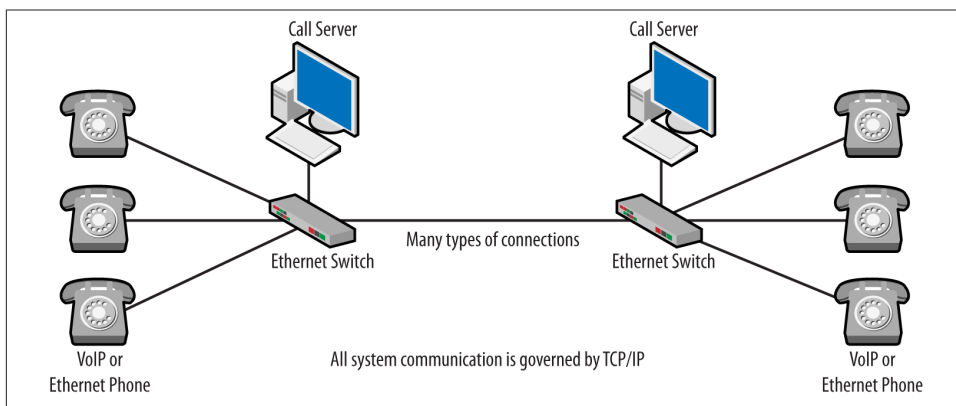 Call Server
Call Server
Many types of connections
Ethernet Switch
Ethernet Switch
VoIP or
Ethernet Phone
All system communication is governed by TCP/IP
VoIP or
Ethernet Phone